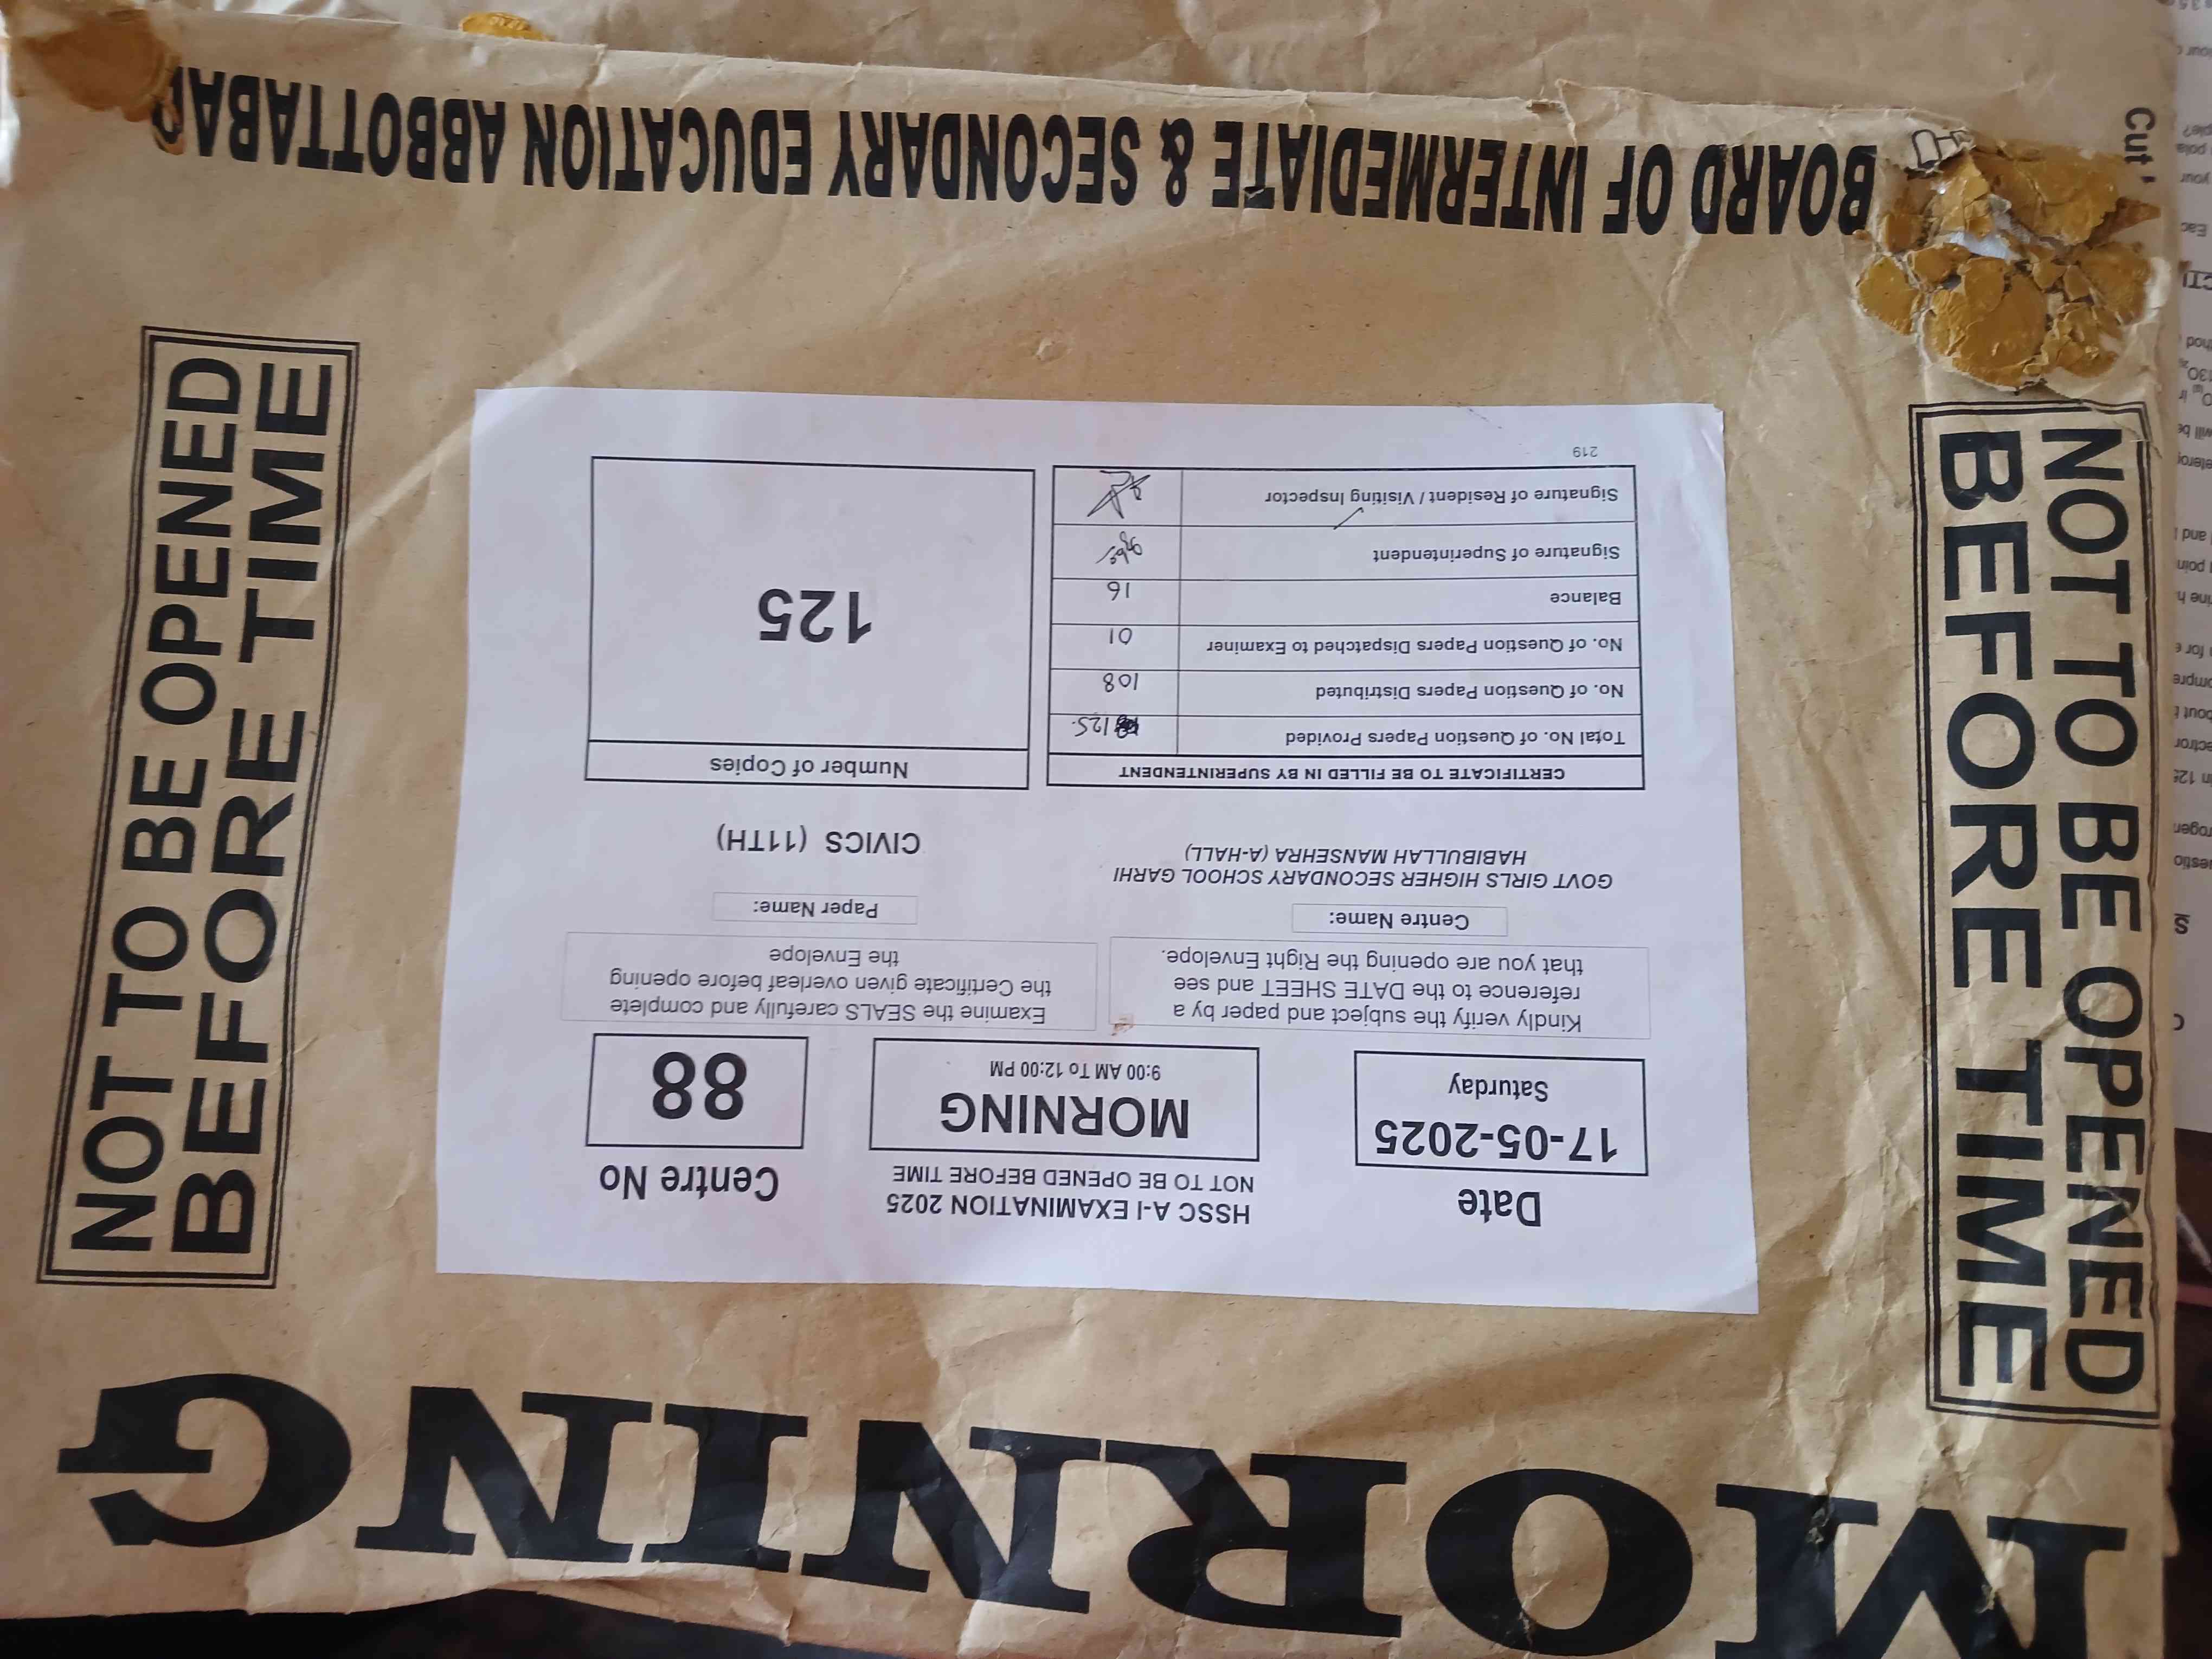 MORNING
NOT TO BE OPENED
BEFORE TIME
HSSC A-I EXAMINATION 2025
NOT TO BE OPENED BEFORE TIME
Date
17-05-2025
Saturday
MORNING
9:00 AM To 12:00 PM
Centre No
88
Kindly verify the subject and paper by a
reference to the DATE SHEET and see
that you are opening the Right Envelope.
Examine the SEALS carefully and complete
the Certificate given overleaf before opening
the Envelope
Centre Name:
GOVT GIRLS HIGHER SECONDARY SCHOOL GARHI
HABIBULLAH MANSEHRA (A-HALL)
Paper Name:
CIVICS (11TH)
CERTIFICATE TO BE FILLED IN BY SUPERINTENDENT
Total No. of Question Papers Provided 125
No. of Question Papers Distributed 108
No. of Question Papers Dispatched to Examiner 01
Balance 16
Signature of Superintendent
Signature of Resident / Visiting Inspector
219
Number of Copies
125
NOT TO BE OPENED
BEFORE TIME
BOARD OF INTERMEDIATE & SECONDARY EDUCATION ABBOTTABAD
Cut